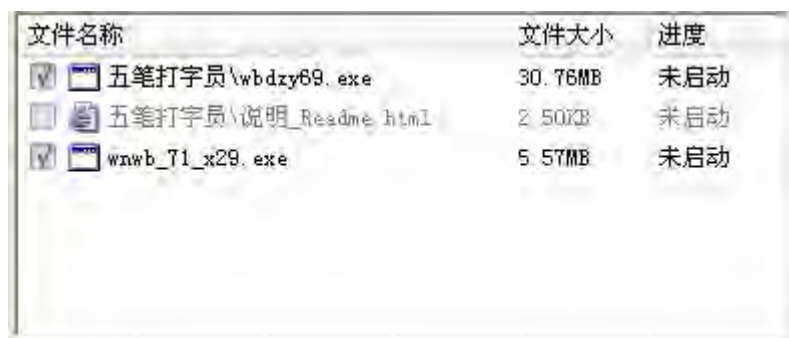 文件名称 文件大小 进度
五笔打字员\wbdzy69.exe 30.76MB 未启动
五笔打字员\说明_Readme.html 2.50KB 未启动
wnwb_71_x29.exe 5.57MB 未启动